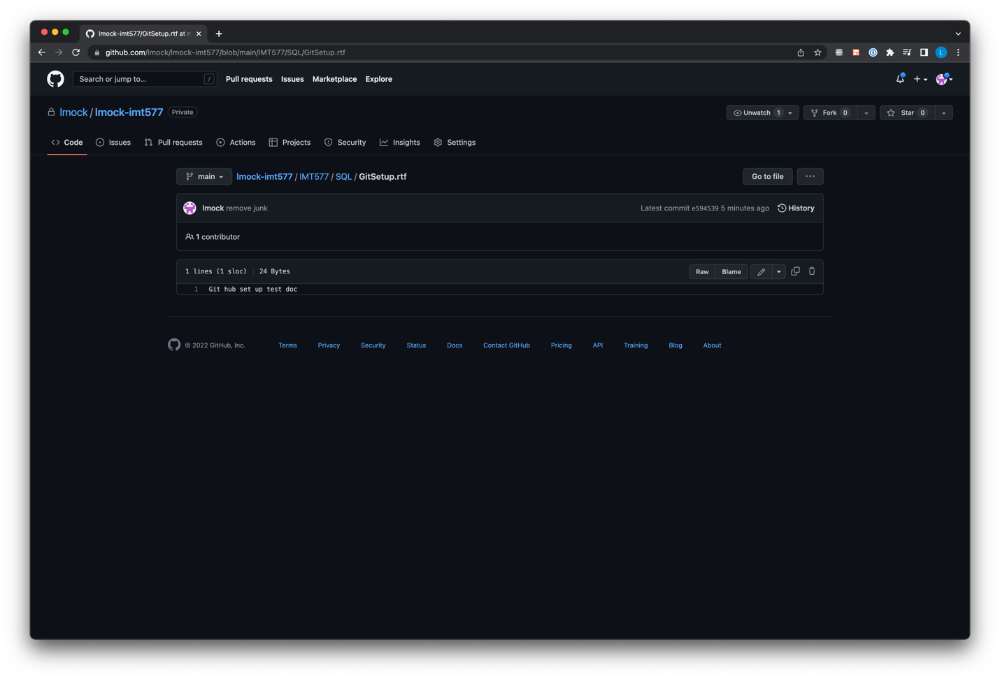 lmock-imt577/GitSetup.rtf at m
github.com/lmock/lmock-imt577/blob/main/IMT577/SQL/GitSetup.rtf
L
Search or jump to... /
Pull requests Issues Marketplace Explore
lmock / lmock-imt577 Private
Unwatch 1 Fork 0 Star 0
Code Issues Pull requests Actions Projects Security Insights Settings
main lmock-imt577 / IMT577 / SQL / GitSetup.rtf Go to file
lmock remove junk Latest commit e594539 5 minutes ago History
1 contributor
1 lines (1 sloc) 24 Bytes Raw Blame
1 Git hub set up test doc
© 2022 GitHub, Inc. Terms Privacy Security Status Docs Contact GitHub Pricing API Training Blog About